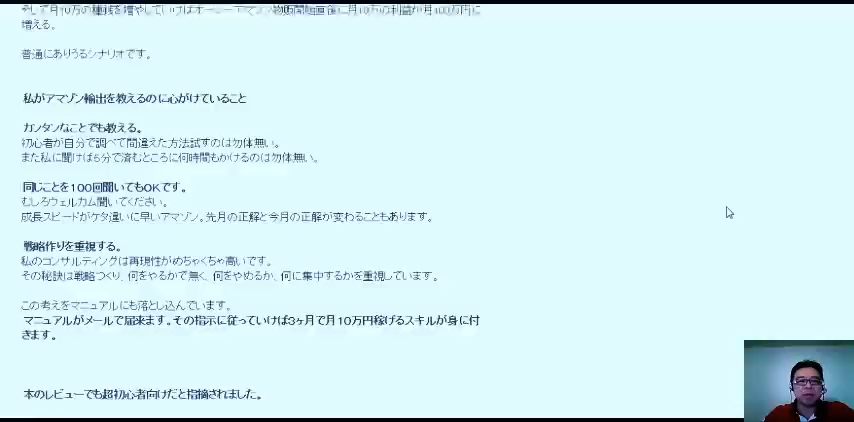 増える。
普通にありうるシナリオです。
私がアマゾン輸出を教えるのに心がけていること
カンタンなことでも教える。
初心者が自分で調べて間違えた方法試すのは勿体無い。
また私に聞けば5分で済むところに何時間もかけるのは勿体無い。
同じことを100回聞いてもOKです。
むしろウェルカム聞いてください。
成長スピードがケタ違いに早いアマゾン。先月の正解と今月の正解が変わることもあります。
戦略作りを重視する。
私のコンサルティングは再現性がめちゃくちゃ高いです。
その秘訣は戦略つくり、何をやるかで無く、何をやめるか、何に集中するかを重視しています。
この考えをマニュアルにも落とし込んでいます。
マニュアルがメールで届来ます。その指示に従っていけば3ヶ月で月10万円稼げるスキルが身に付
きます。
本のレビューでも超初心者向けだと指摘されました。